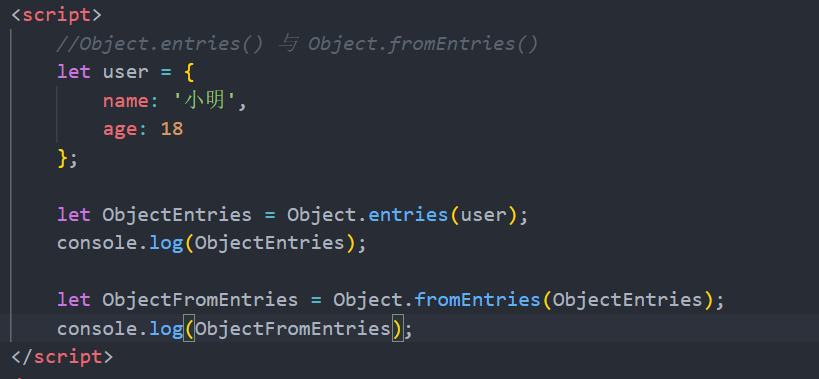 <script>
//Object.entries() 与 Object.fromEntries()
let user = {
name: '小明',
age: 18
};
let ObjectEntries = Object.entries(user);
console.log(ObjectEntries);
let ObjectFromEntries = Object.fromEntries(ObjectEntries);
console.log(ObjectFromEntries);
</script>